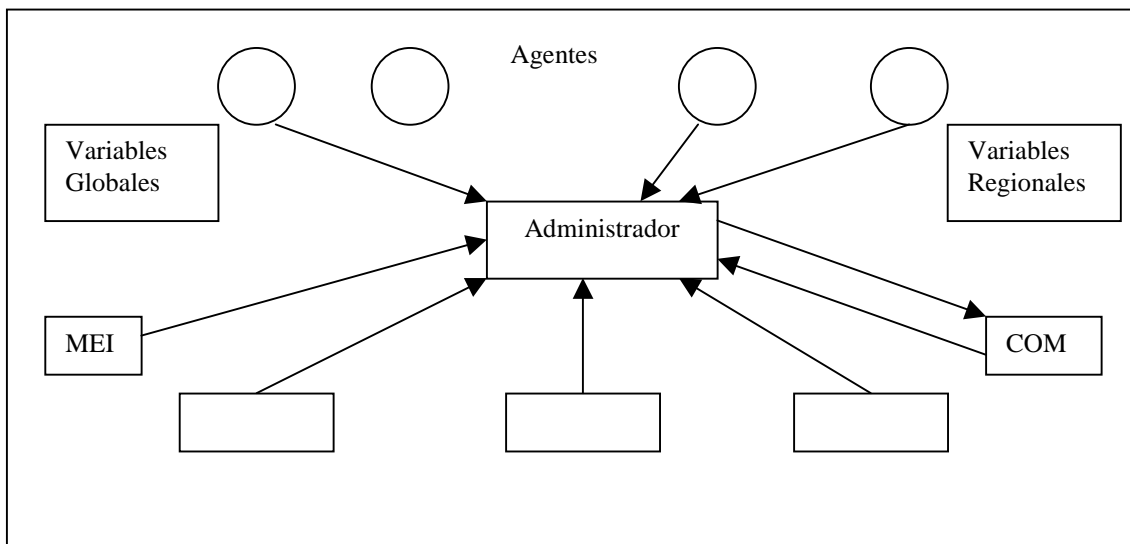 Agentes
Variables
Globales
Variables
Regionales
Administrador
MEI
COM